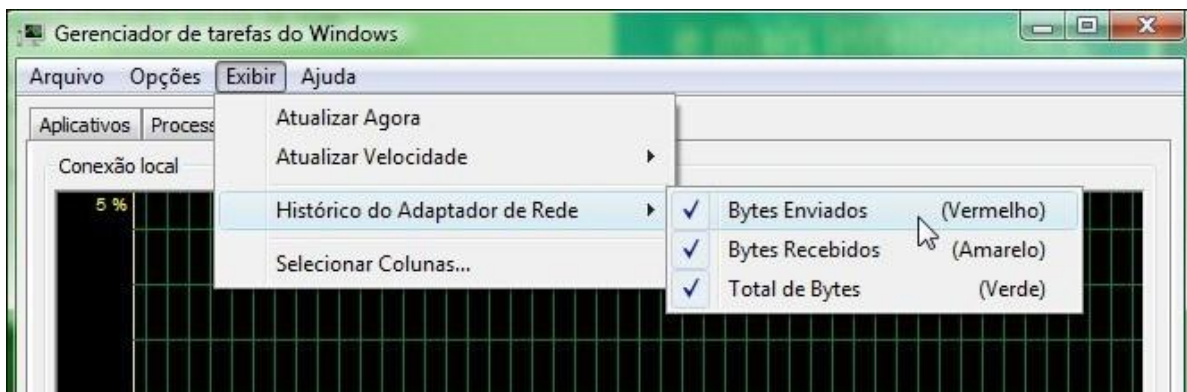 Gerenciador de tarefas do Windows
Arquivo Opções Exibir Ajuda
Aplicativos Process
Atualizar Agora
Atualizar Velocidade
Conexão local
5 %
Histórico do Adaptador de Rede
Selecionar Colunas...
Bytes Enviados (Vermelho)
Bytes Recebidos (Amarelo)
Total de Bytes (Verde)